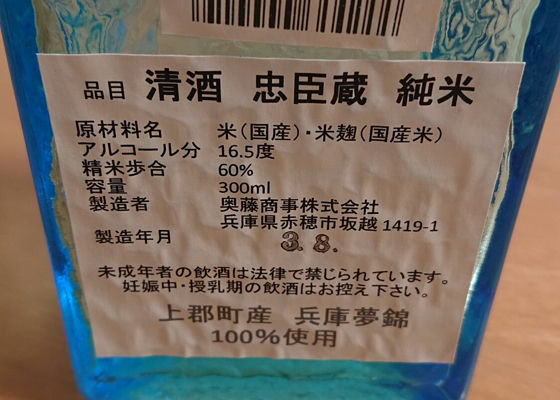 品目 清酒 忠臣蔵 純米
原材料名 米(国産)・米麹(国産米)
アルコール分 16.5度
精米歩合 60%
容量 300ml
製造者 奥藤商事株式会社
兵庫県赤穂市坂越1419-1
製造年月 3.8.
未成年者の飲酒は法律で禁じられています。
妊娠中・授乳期の飲酒はお控え下さい。
上郡町産 兵庫夢錦
100%使用